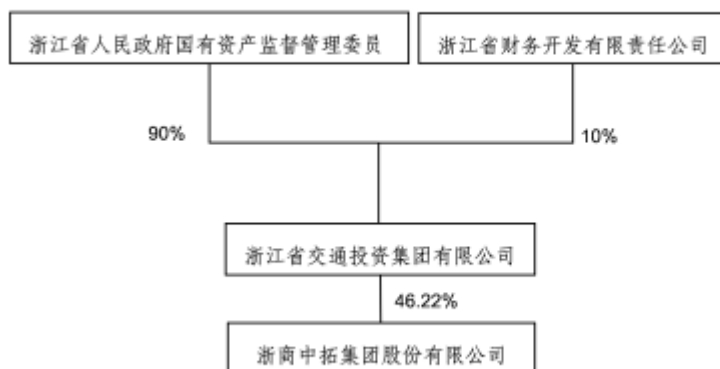 浙江省人民政府国有资产监督管理委员
浙江省财务开发有限责任公司
90%
10%
浙江省交通投资集团有限公司
46.22%
浙商中拓集团股份有限公司